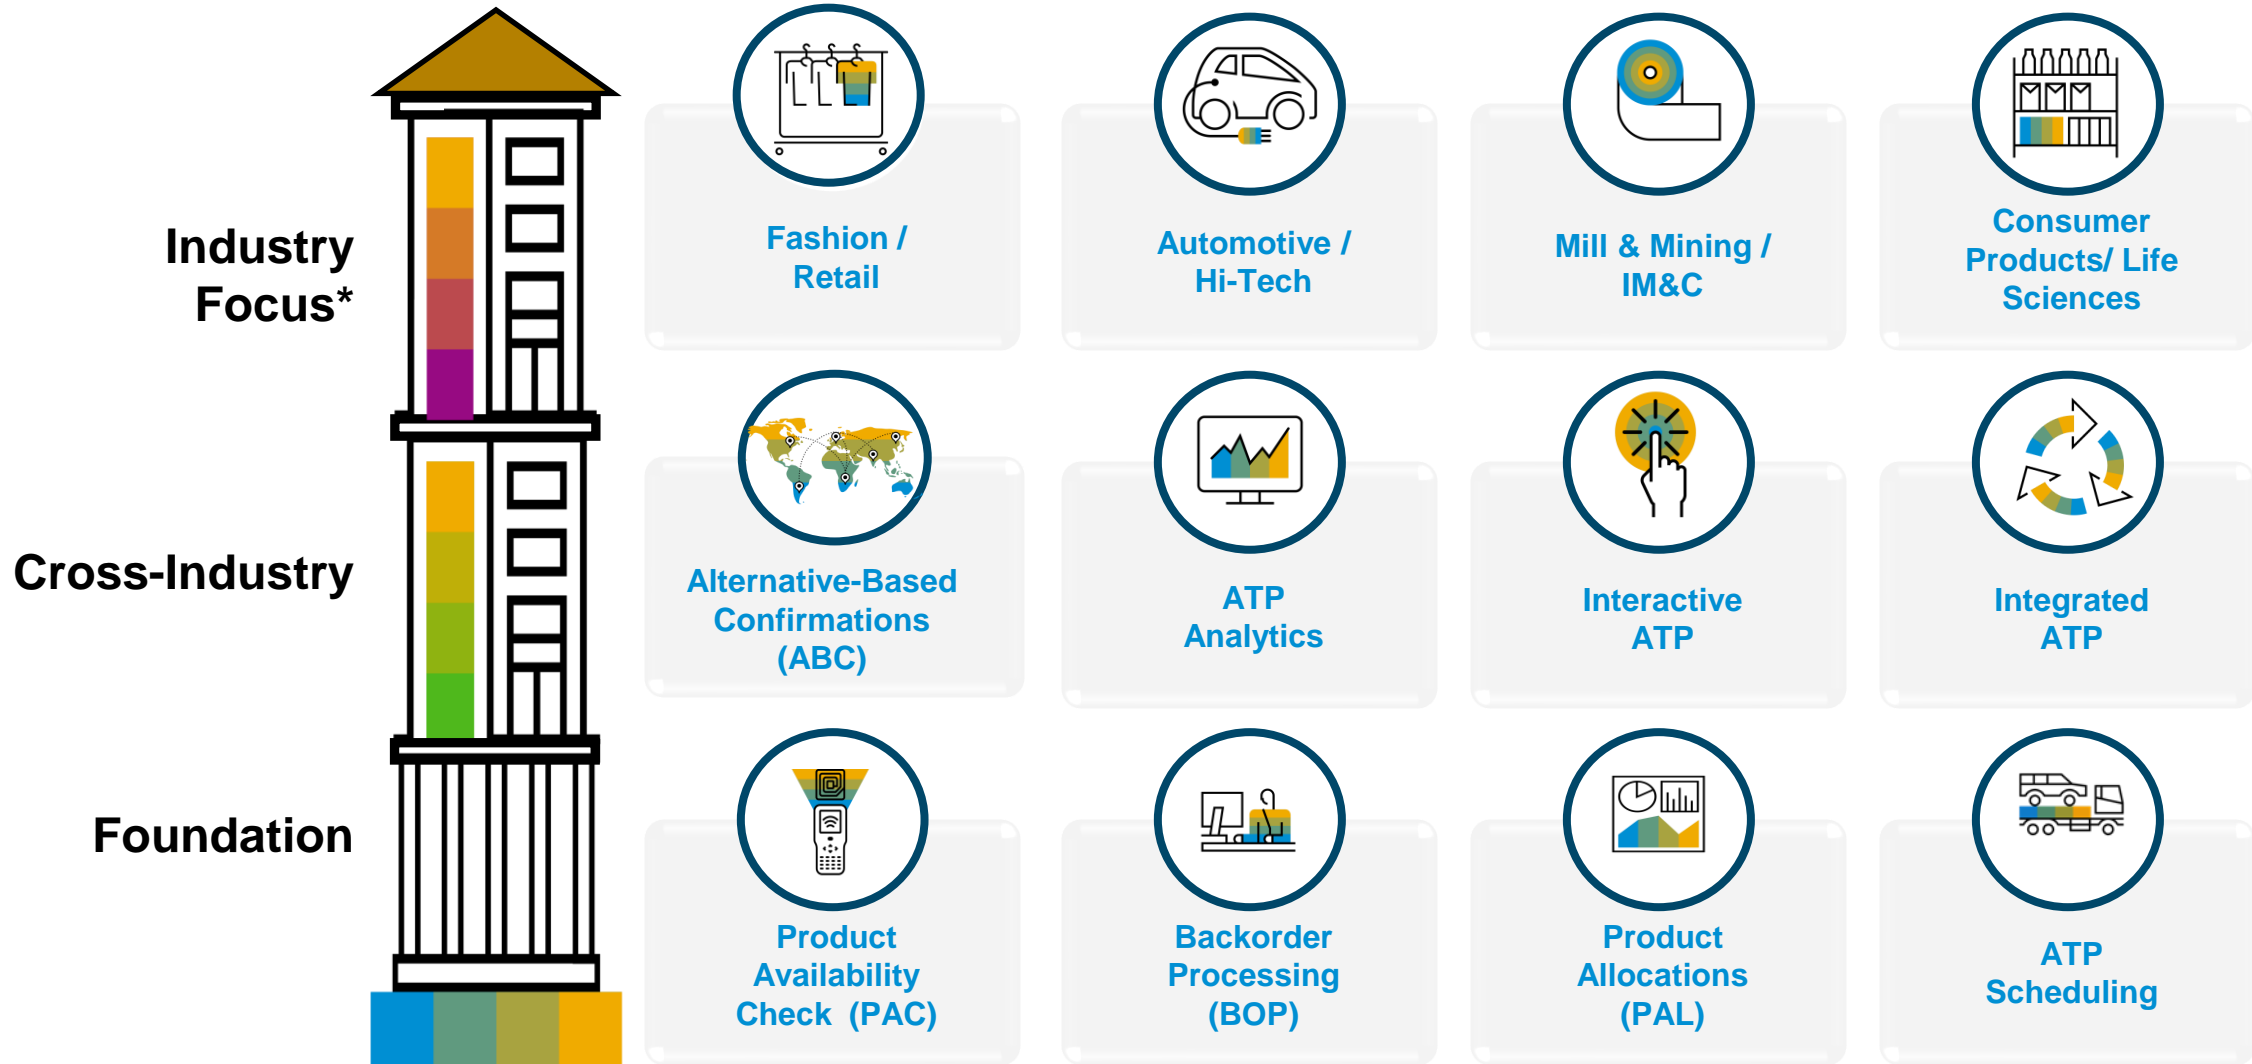 Industry
Focus*
Fashion /
Retail
Automotive /
Hi-Tech
Mill & Mining /
IM&C
Consumer
Products/ Life
Sciences
Cross-Industry
Alternative-Based
Confirmations
(ABC)
ATP
Analytics
Interactive
ATP
Integrated
ATP
Foundation
Product
Availability
Check  (PAC)
Backorder
Processing
(BOP)
Product
Allocations
(PAL)
ATP
Scheduling